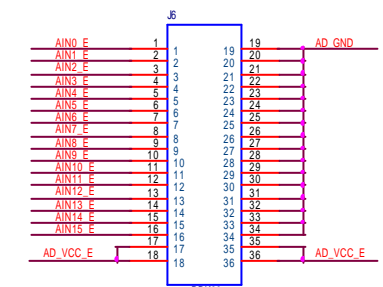 J6
AIN0_E 1 1 19 19 AD_GND
AIN1_E 2 2 20 20
AIN2_E 3 3 21 21
AIN3_E 4 4 22 22
AIN4_E 5 5 23 23
AIN5_E 6 6 24 24
AIN6_E 7 7 25 25
AIN7_E 8 8 26 26
AIN8_E 9 9 27 27
AIN9_E 10 10 28 28
AIN10_E 11 11 29 29
AIN11_E 12 12 30 30
AIN12_E 13 13 31 31
AIN13_E 14 14 32 32
AIN14_E 15 15 33 33
AIN15_E 16 16 34 34
17 17 35 35
AD_VCC_E 18 18 36 36 AD_VCC_E